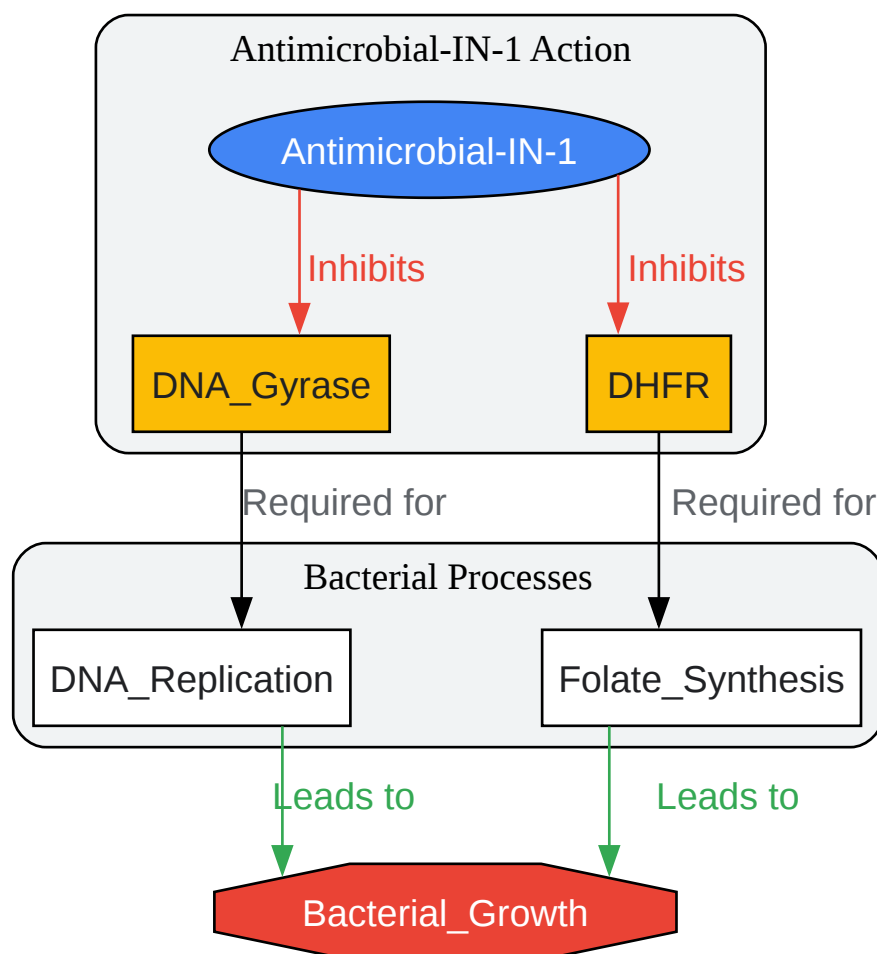 Antimicrobial-IN-1 Action
Antimicrobial-IN-1
Inhibits
Inhibits
DNA_Gyrase
DHFR
Required for
Required for
Bacterial Processes
DNA_Replication
Folate_Synthesis
Leads to
Leads to
Bacterial_Growth